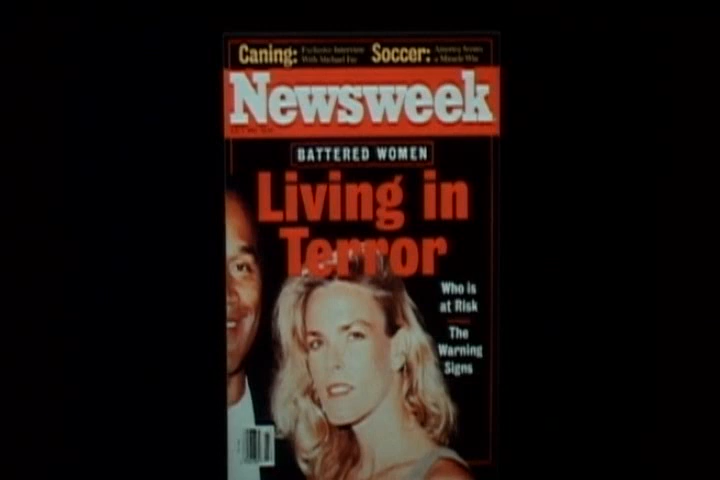 Caning: Exclusive Interview With Michael Fay
Soccer: America Scores a Miracle Win
Newsweek
BATTERED WOMEN
Living in
Terror
Who is
at Risk
The
Warning
Signs